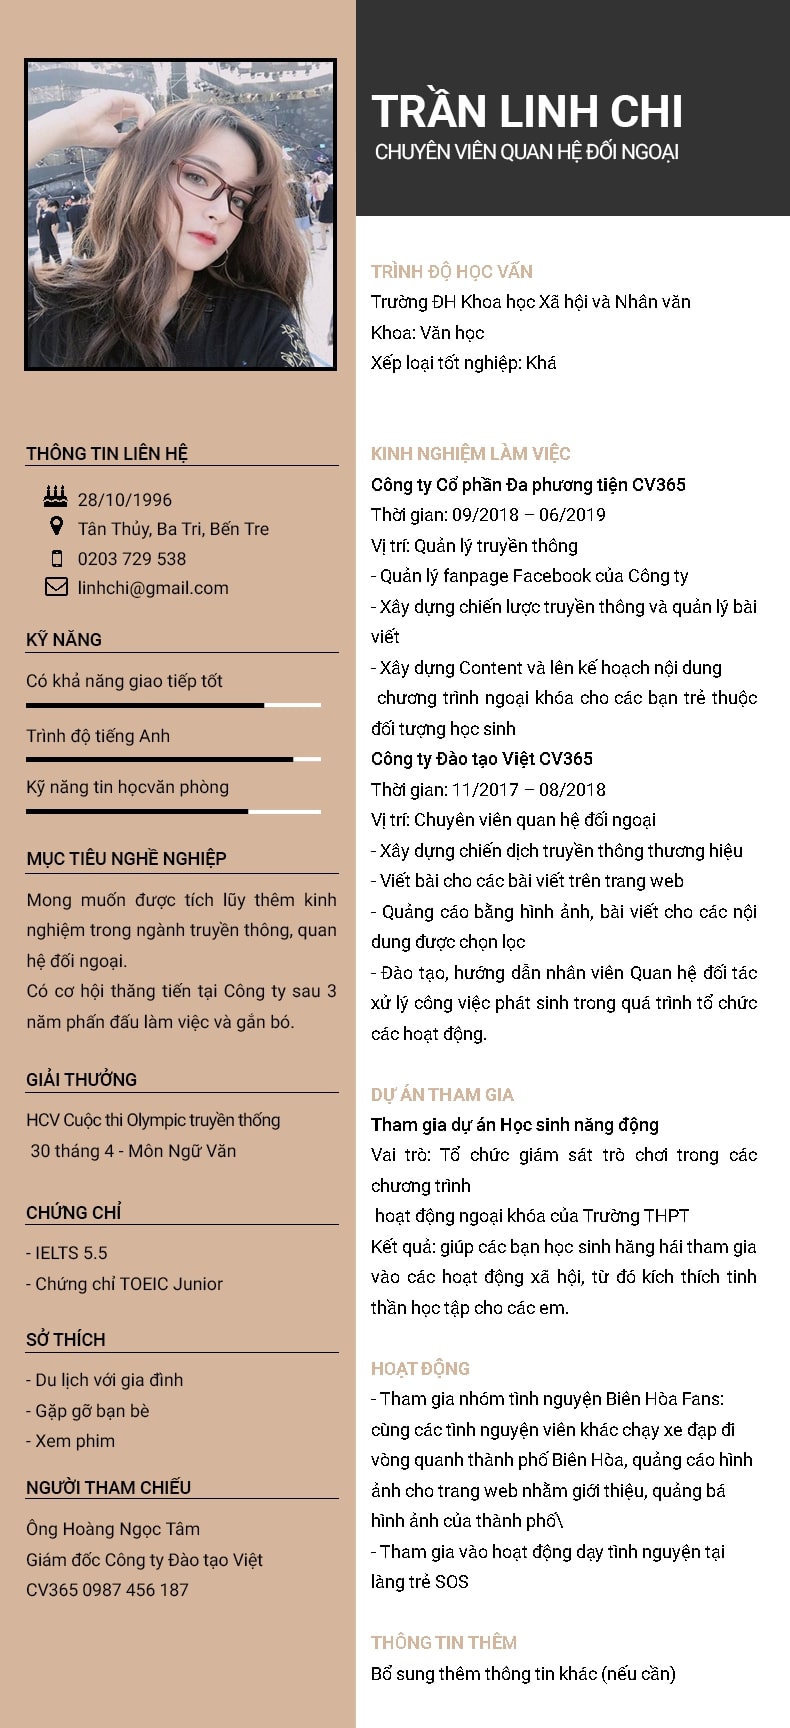 TRẦN LINH CHI
CHUYÊN VIÊN QUAN HỆ ĐỐI NGOẠI
THÔNG TIN LIÊN HỆ
28/10/1996
Tân Thủy, Ba Tri, Bến Tre
0203 729 538
linhchi@gmail.com
KỸ NĂNG
Có khả năng giao tiếp tốt
Trình độ tiếng Anh
Kỹ năng tin họcvăn phòng
MỤC TIÊU NGHỀ NGHIỆP
Mong muốn được tích lũy thêm kinh
nghiệm trong ngành truyền thông, quan
hệ đối ngoại.
Có cơ hội thăng tiến tại Công ty sau 3
năm phấn đấu làm việc và gắn bó.
GIẢI THƯỞNG
HCV Cuộc thi Olympic truyền thống
30 tháng 4 - Môn Ngữ Văn
CHỨNG CHỈ
- IELTS 5.5
- Chứng chỉ TOEIC Junior
SỞ THÍCH
- Du lịch với gia đình
- Gặp gỡ bạn bè
- Xem phim
NGƯỜI THAM CHIẾU
Ông Hoàng Ngọc Tâm
Giám đốc Công ty Đào tạo Việt
CV365 0987 456 187
TRÌNH ĐỘ HỌC VẤN
Trường ĐH Khoa học Xã hội và Nhân văn
Khoa: Văn học
Xếp loại tốt nghiệp: Khá
KINH NGHIỆM LÀM VIỆC
Công ty Cổ phần Đa phương tiện CV365
Thời gian: 09/2018 – 06/2019
Vị trí: Quản lý truyền thông
- Quản lý fanpage Facebook của Công ty
- Xây dựng chiến lược truyền thông và quản lý bài
viết
- Xây dựng Content và lên kế hoạch nội dung
chương trình ngoại khóa cho các bạn trẻ thuộc
đối tượng học sinh
Công ty Đào tạo Việt CV365
Thời gian: 11/2017 – 08/2018
Vị trí: Chuyên viên quan hệ đối ngoại
- Xây dựng chiến dịch truyền thông thương hiệu
- Viết bài cho các bài viết trên trang web
- Quảng cáo bằng hình ảnh, bài viết cho các nội
dung được chọn lọc
- Đào tạo, hướng dẫn nhân viên Quan hệ đối tác
xử lý công việc phát sinh trong quá trình tổ chức
các hoạt động.
DỰ ÁN THAM GIA
Tham gia dự án Học sinh năng động
Vai trò: Tổ chức giám sát trò chơi trong các
chương trình
hoạt động ngoại khóa của Trường THPT
Kết quả: giúp các bạn học sinh hăng hái tham gia
vào các hoạt động xã hội, từ đó kích thích tinh
thần học tập cho các em.
HOẠT ĐỘNG
- Tham gia nhóm tình nguyện Biên Hòa Fans:
cùng các tình nguyện viên khác chạy xe đạp đi
vòng quanh thành phố Biên Hòa, quảng cáo hình
ảnh cho trang web nhằm giới thiệu, quảng bá
hình ảnh của thành phố\
- Tham gia vào hoạt động dạy tình nguyện tại
làng trẻ SOS
THÔNG TIN THÊM
Bổ sung thêm thông tin khác (nếu cần)